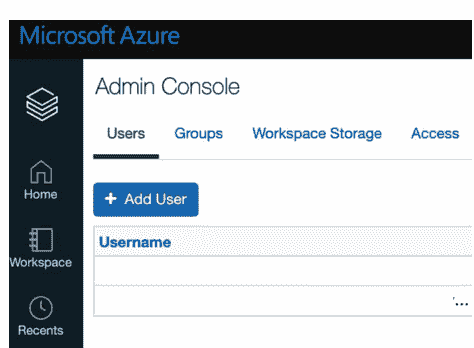 Microsoft Azure
Admin Console
Users Groups Workspace Storage Access
Home
+ Add User
Username
Workspace
...
Recents